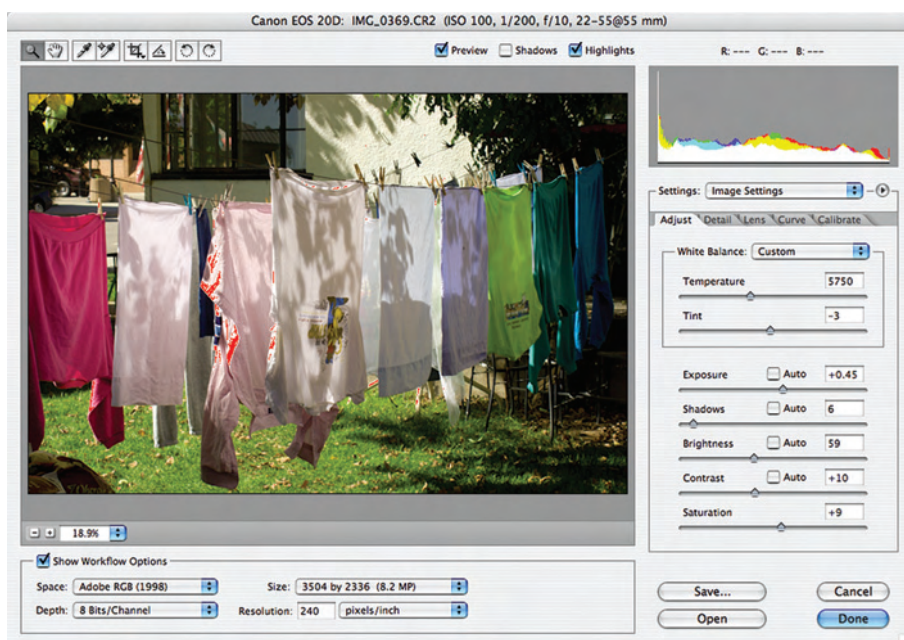 Canon EOS 20D: IMG_0369.CR2 (ISO 100, 1/200, f/10, 22-55@55 mm)
Preview Shadows Highlights R: --- G: --- B: ---
Settings: Image Settings
Adjust Detail Lens Curve Calibrate
White Balance: Custom
Temperature 5750
Tint -3
Exposure Auto +0.45
Shadows Auto 6
Brightness Auto 59
Contrast Auto +10
Saturation +9
18.9%
Show Workflow Options
Space: Adobe RGB (1998) Size: 3504 by 2336 (8.2 MP)
Depth: 8 Bits/Channel Resolution: 240 pixels/inch
Save... Cancel
Open Done